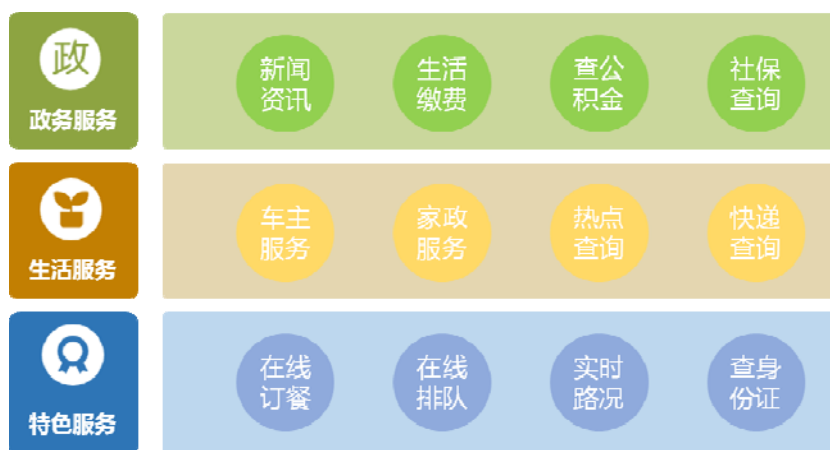 政
政务服务
新闻
资讯
生活
缴费
查公
积金
社保
查询
生活服务
车主
服务
家政
服务
热点
查询
快递
查询
特色服务
在线
订餐
在线
排队
实时
路况
查身
份证